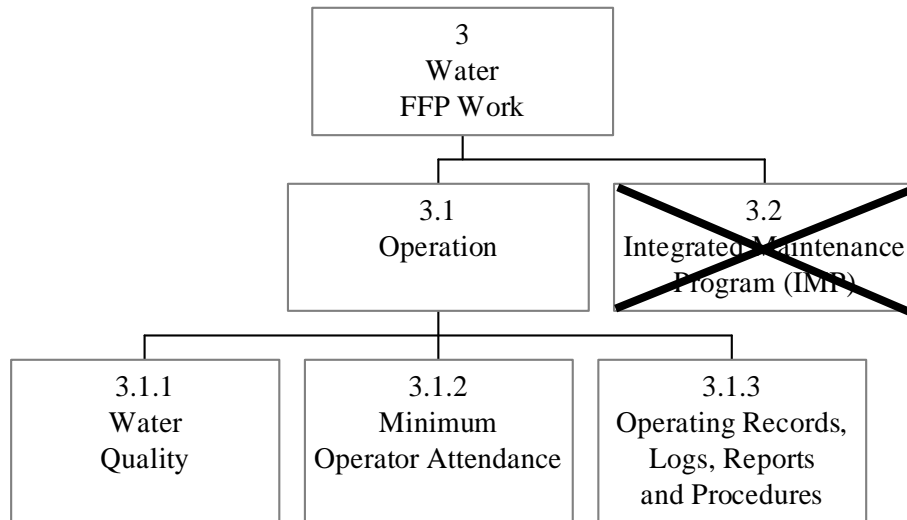 3
Water
FFP Work
3.1
Operation
3.2
Integrated Maintenance
Program (IMP)
3.1.1
Water
Quality
3.1.2
Minimum
Operator Attendance
3.1.3
Operating Records,
Logs, Reports
and Procedures